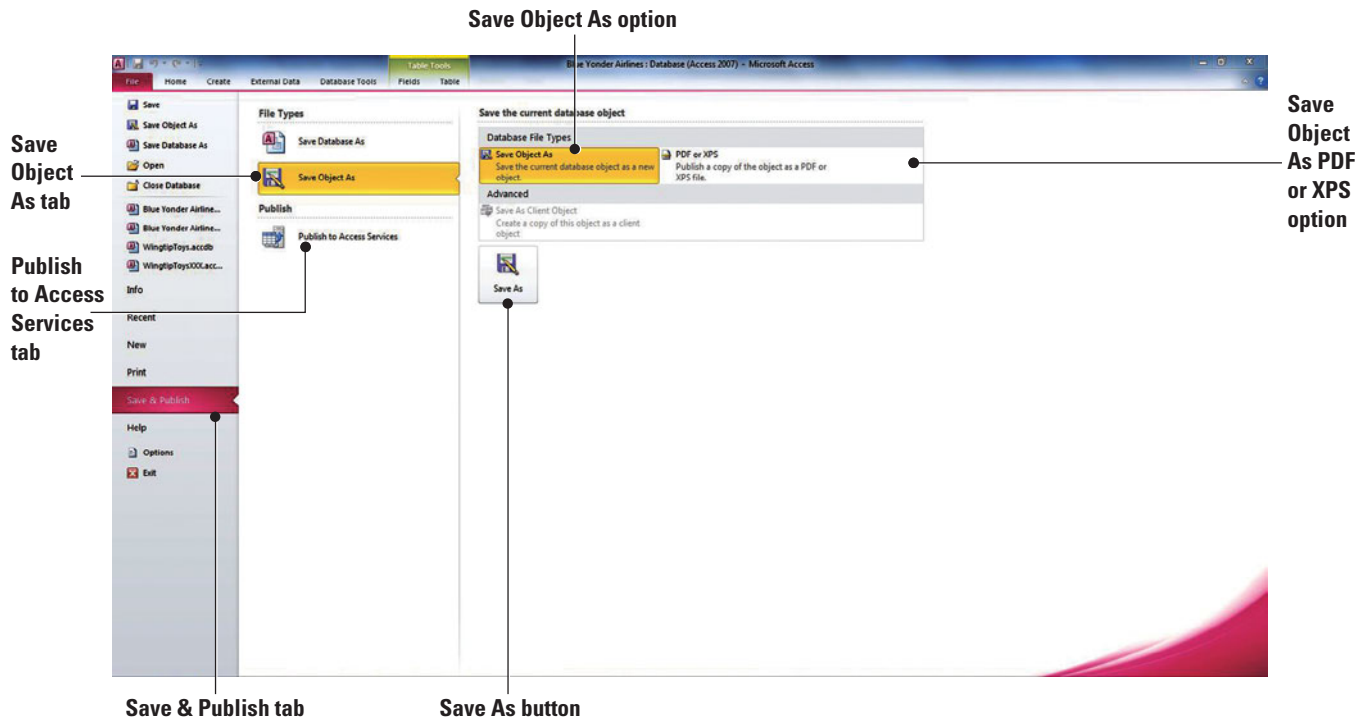 Save Object As option
Table Tools
Blue Yonder Airlines : Database (Access 2007) - Microsoft Access
File Home Create External Data Database Tools Fields Table
Save
Save Object As
Save Database As
Open
Close Database
Blue Yonder Airline...
Blue Yonder Airline...
WingtipToys.accdb
WingtipToysXXX.acc...
Info
Recent
New
Print
Save & Publish
Help
Options
Exit
File Types
Save Database As
Save Object As
Publish
Publish to Access Services
Save the current database object
Database File Types
Save Object As
Save the current database object as a new
object.
PDF or XPS
Publish a copy of the object as a PDF or
XPS file.
Advanced
Save As Client Object
Create a copy of this object as a client
object
Save As
Save
Object
As tab
Publish
to Access
Services
tab
Save
Object
As PDF
or XPS
option
Save & Publish tab
Save As button